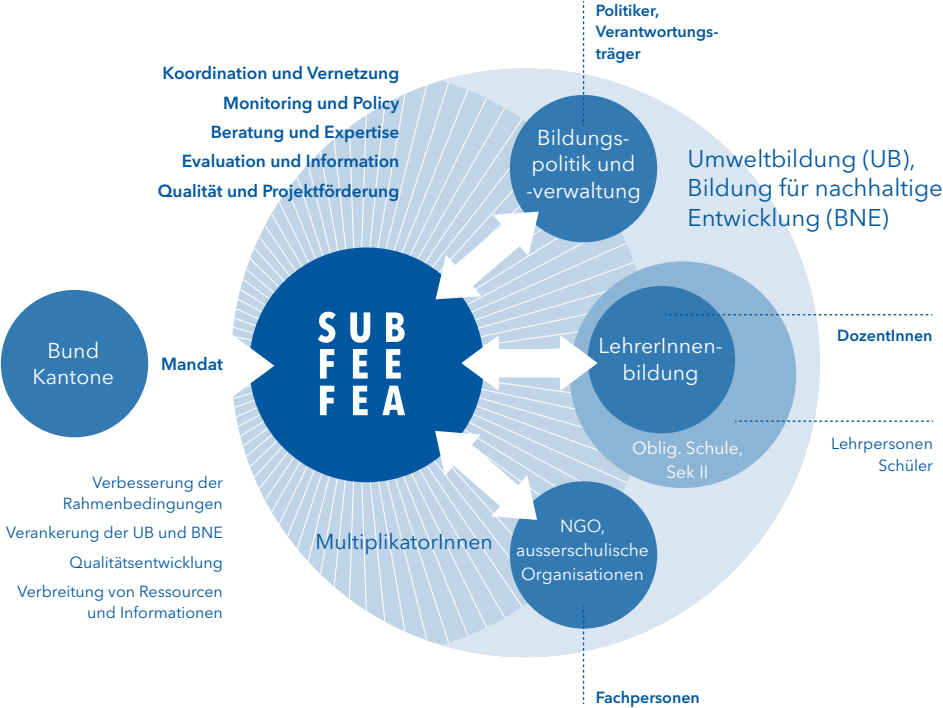 Politiker,
Verantwortungs-
träger
Koordination und Vernetzung
Monitoring und Policy
Beratung und Expertise
Evaluation und Information
Qualität und Projektförderung
Bildungs-
politik und
-verwaltung
Umweltbildung (UB),
Bildung für nachhaltige
Entwicklung (BNE)
Bund
Kantone
Mandat
SUB
FEE
FEA
LehrerInnen-
bildung
DozentInnen
Oblig. Schule,
Sek II
Lehrpersonen
Schüler
Verbesserung der
Rahmenbedingungen
Verankerung der UB und BNE
Qualitätsentwicklung
Verbreitung von Ressourcen
und Informationen
MultiplikatorInnen
NGO,
ausserschulische
Organisationen
Fachpersonen